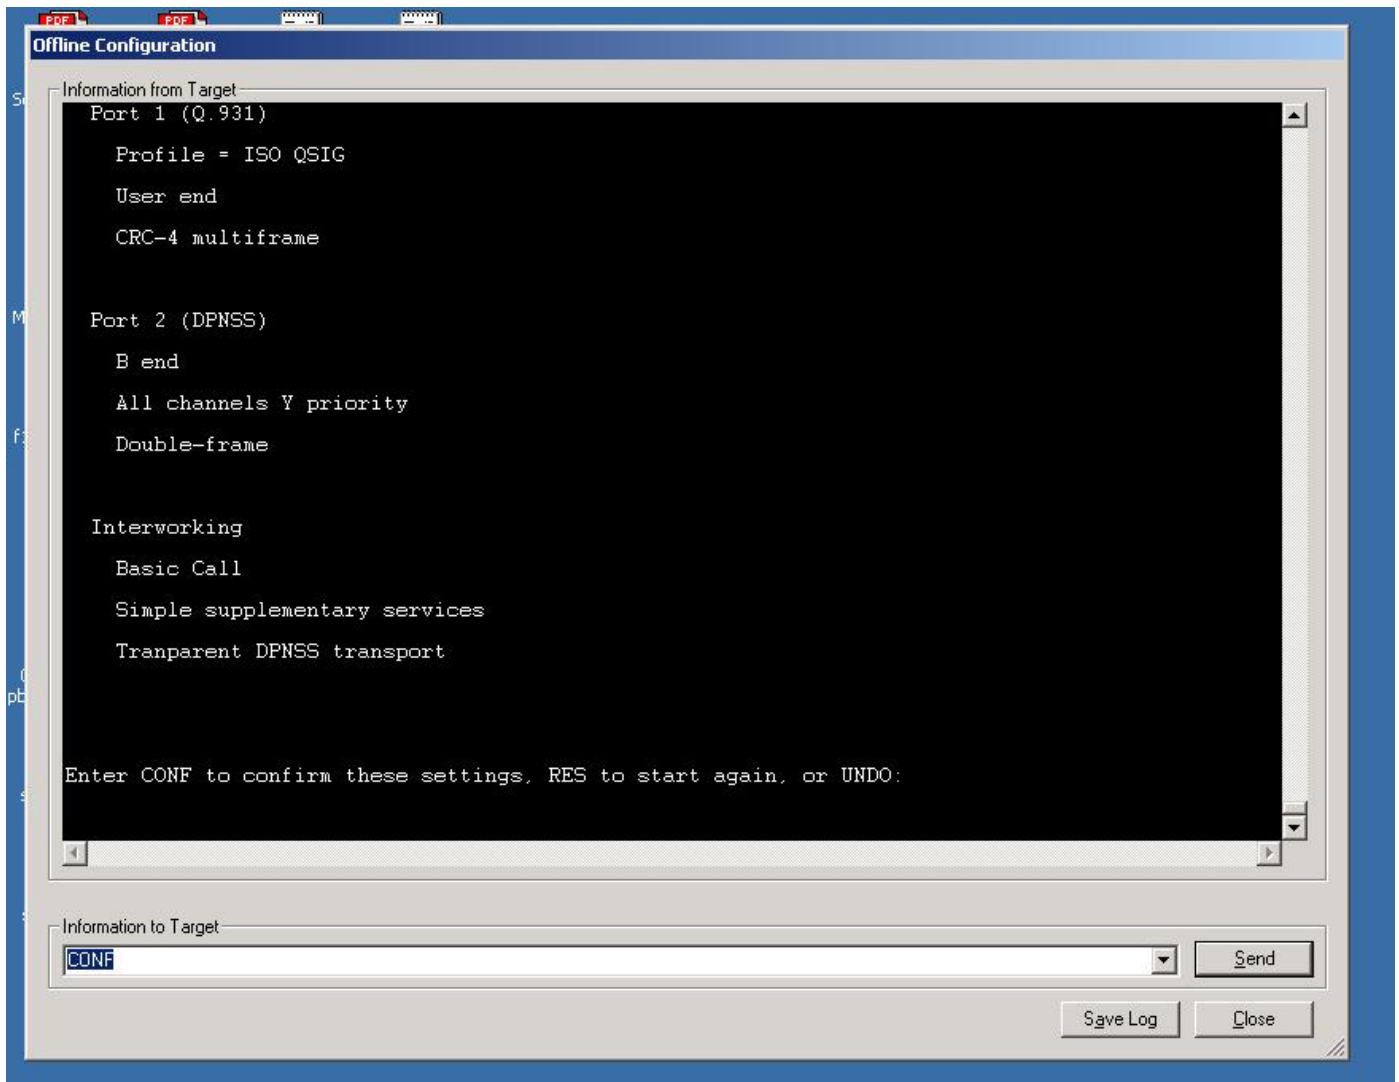 PDF PDF
Offline Configuration
Information from Target
Port 1 (Q.931)
Profile = ISO QSIG
User end
CRC-4 multiframe
Port 2 (DPNSS)
B end
All channels Y priority
Double-frame
Interworking
Basic Call
Simple supplementary services
Tranparent DPNSS transport
Enter CONF to confirm these settings, RES to start again, or UNDO:
Information to Target
CONF
Send
Save Log
Close